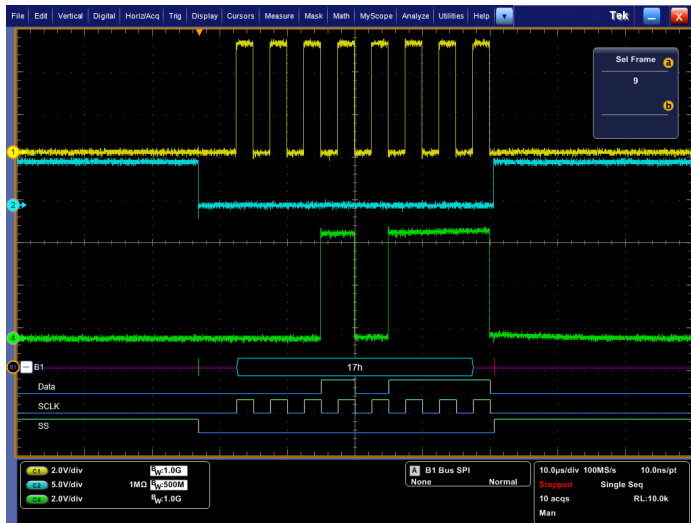 File Edit Vertical Digital Horiz/Acq Trig Display Cursors Measure Mask Math MyScope Analyze Utilities Help Tek X
Sel Frame a
9
b
1
2
4
B1 B1 17h
Data
SCLK
SS
C1 2.0V/div BW:1.0G
C2 5.0V/div 1MΩ BW:500M
C4 2.0V/div BW:1.0G
A B1 Bus SPI
None Normal
10.0µs/div 100MS/s 10.0ns/pt
Stopped Single Seq
10 acqs RL:10.0k
Man